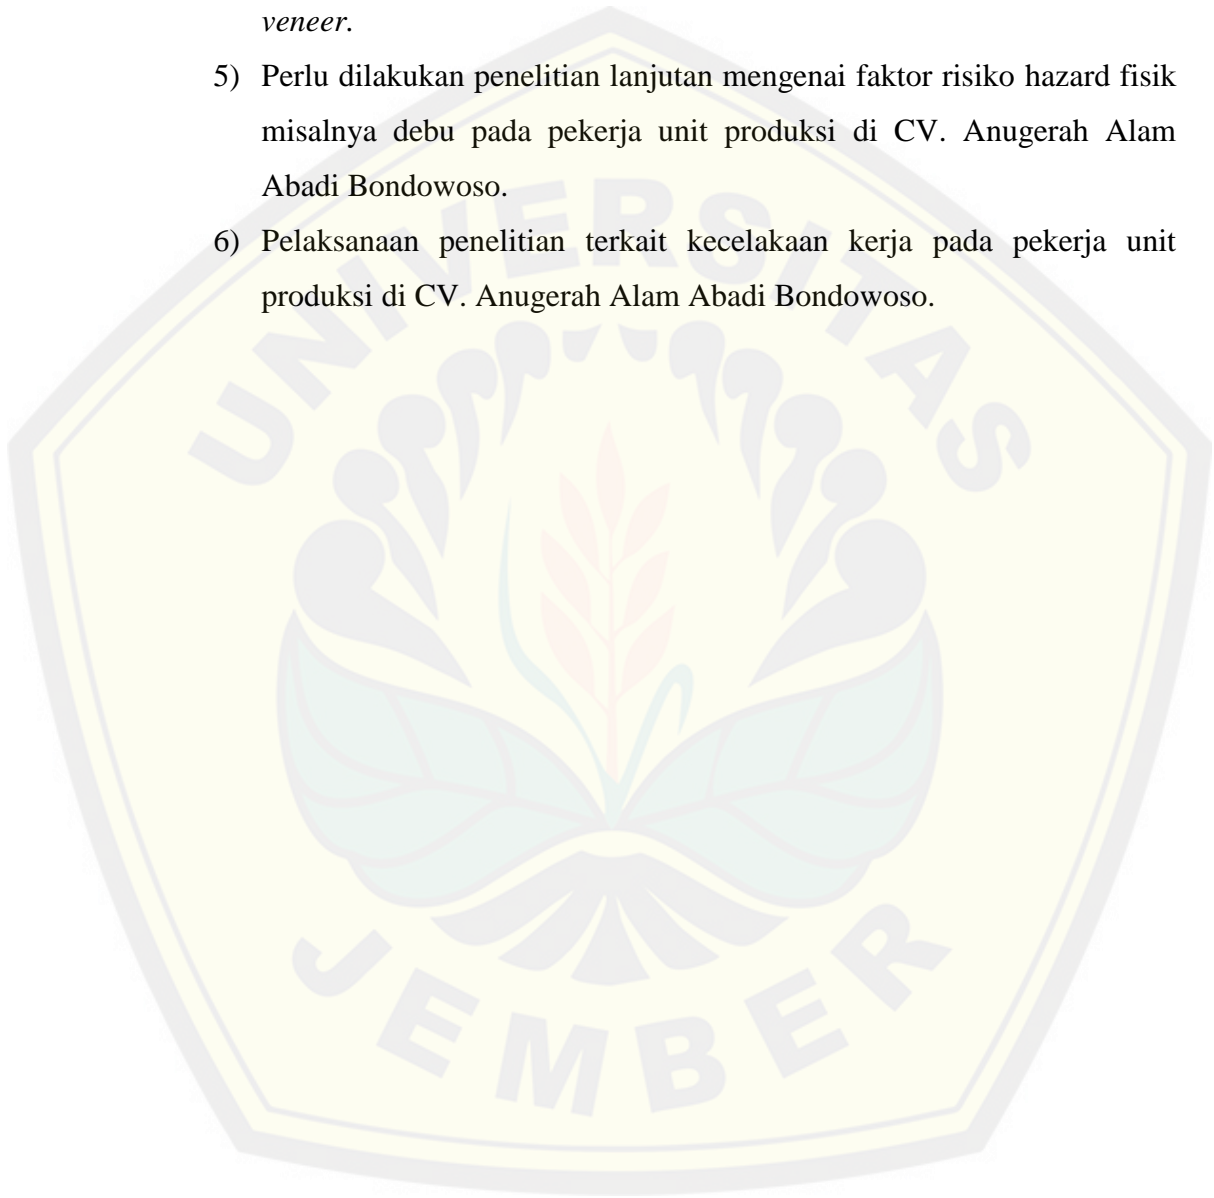 veneer.
5) Perlu dilakukan penelitian lanjutan mengenai faktor risiko hazard fisik
misalnya debu pada pekerja unit produksi di CV. Anugerah Alam
Abadi Bondowoso.
6) Pelaksanaan penelitian terkait kecelakaan kerja pada pekerja unit
produksi di CV. Anugerah Alam Abadi Bondowoso.
UNIVERSITAS
JEMBER